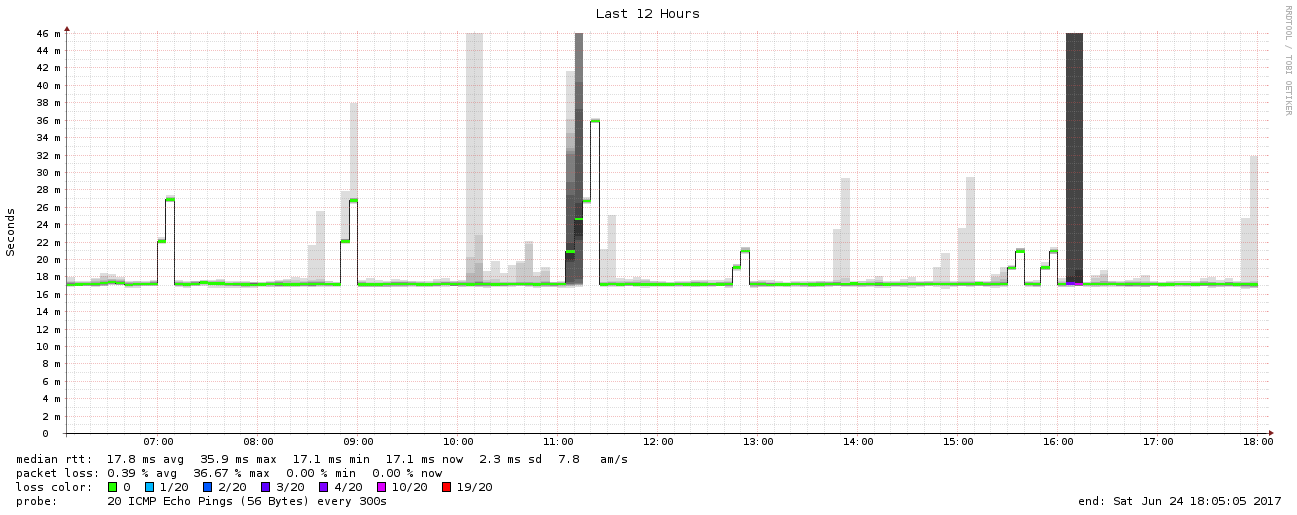 Last 12 Hours
RRDTOOL / TOBI OETIKER
Seconds
46 m
44 m
42 m
40 m
38 m
36 m
34 m
32 m
30 m
28 m
26 m
24 m
22 m
20 m
18 m
16 m
14 m
12 m
10 m
8 m
6 m
4 m
2 m
0
07:00 08:00 09:00 10:00 11:00 12:00 13:00 14:00 15:00 16:00 17:00 18:00
median rtt: 17.8 ms avg 35.9 ms max 17.1 ms min 17.1 ms now 2.3 ms sd 7.8 am/s
packet loss: 0.39 % avg 36.67 % max 0.00 % min 0.00 % now
loss color: 0 1/20 2/20 3/20 4/20 10/20 19/20
probe: 20 ICMP Echo Pings (56 Bytes) every 300s end: Sat Jun 24 18:05:05 2017